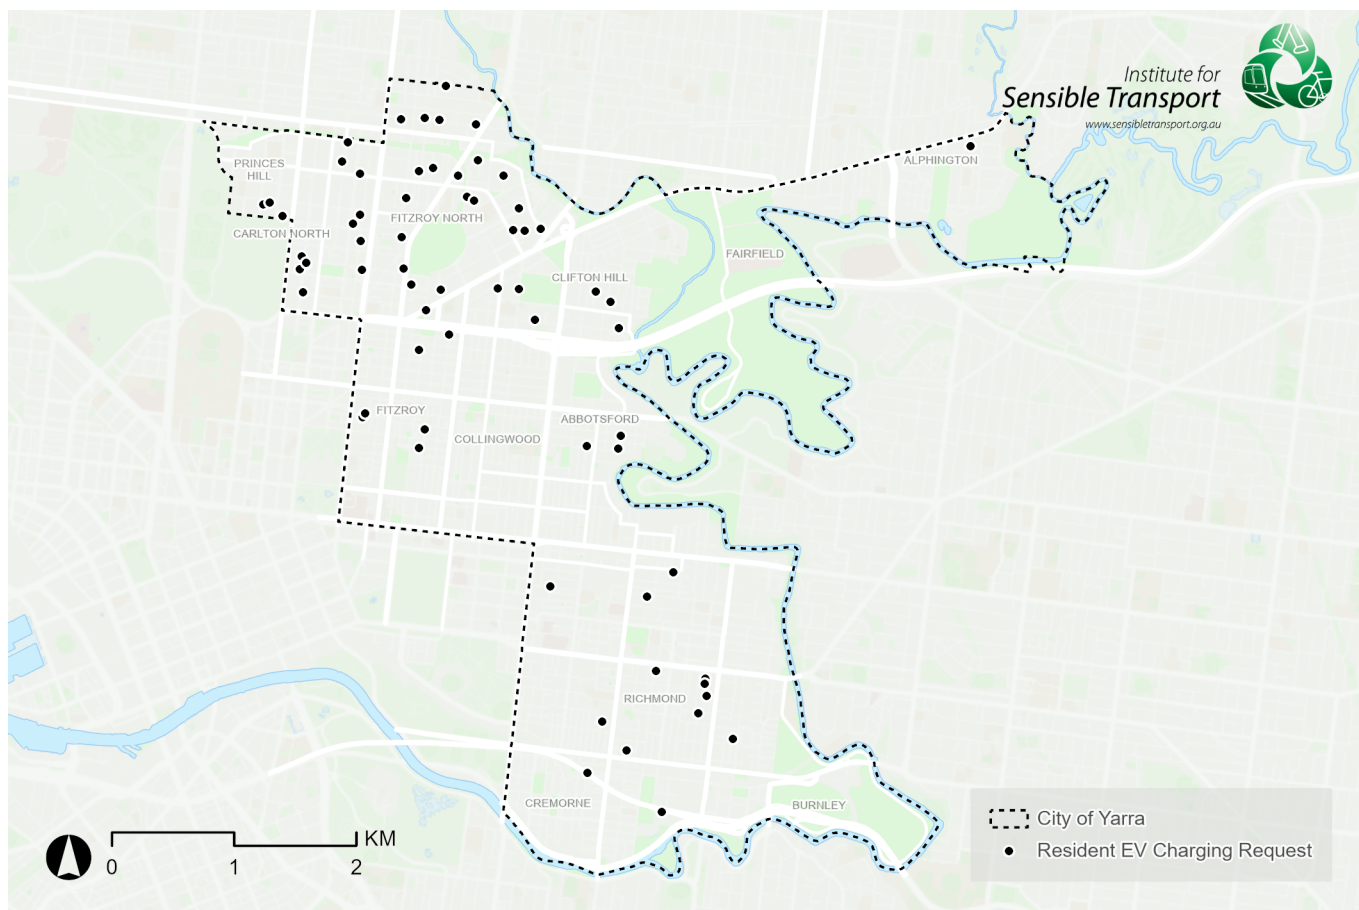 Institute for
Sensible Transport
www.sensibletransport.org.au
PRINCES
HILL
ALPHINGTON
CARLTON NORTH
FITZROY NORTH
FAIRFIELD
CLIFTON HILL
FITZROY
ABBOTSFORD
COLLINGWOOD
RICHMOND
CREMORNE
BURNLEY
City of Yarra
Resident EV Charging Request
KM
0
1
2